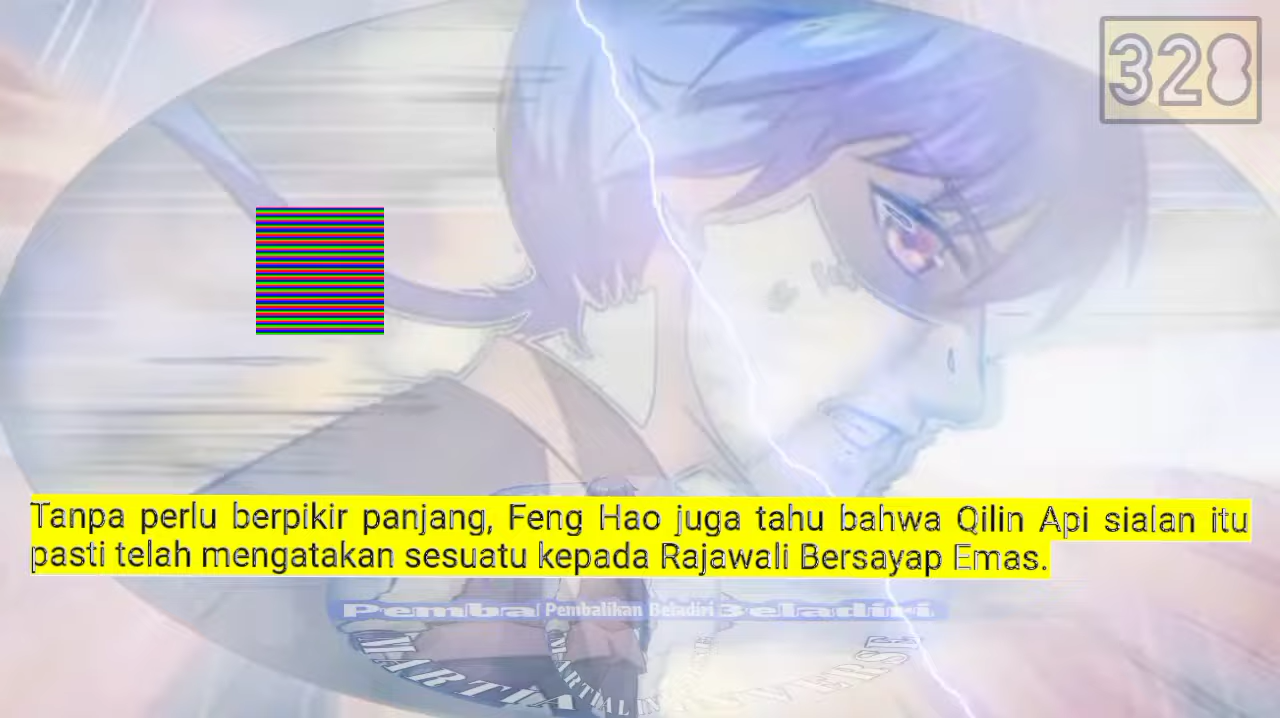 328
Tanpa perlu berpikir panjang, Feng Hao juga tahu bahwa Qilin Api sialan itu
pasti telah mengatakan sesuatu kepada Rajawali Bersayap Emas.
Pembalikan Beladiri